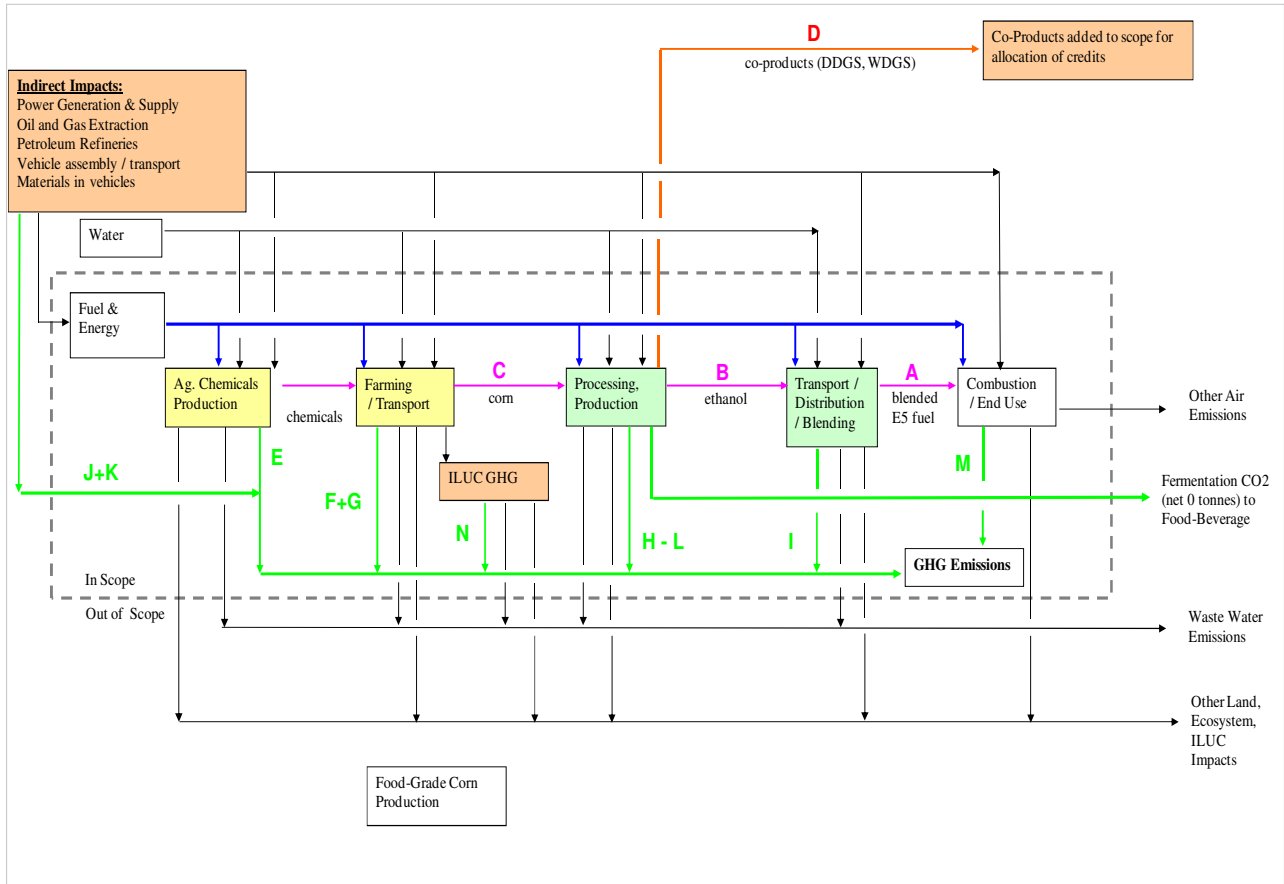 D
co-products (DDGS, WDGS)
Co-Products added to scope for
allocation of credits
Indirect Impacts:
Power Generation & Supply
Oil and Gas Extraction
Petroleum Refineries
Vehicle assembly / transport
Materials in vehicles
Water
Fuel &
Energy
Ag. Chemicals
Production
chemicals
Farming
/ Transport
C
corn
Processing,
Production
B
ethanol
Transport /
Distribution
/ Blending
A
blended
E5 fuel
Combustion
/ End Use
Other Air
Emissions
J+K
E
F+G
ILUC GHG
N
H - L
I
M
Fermentation CO2
(net 0 tonnes) to
Food-Beverage
GHG Emissions
In Scope
Out of Scope
Waste Water
Emissions
Other Land,
Ecosystem,
ILUC
Impacts
Food-Grade Corn
Production